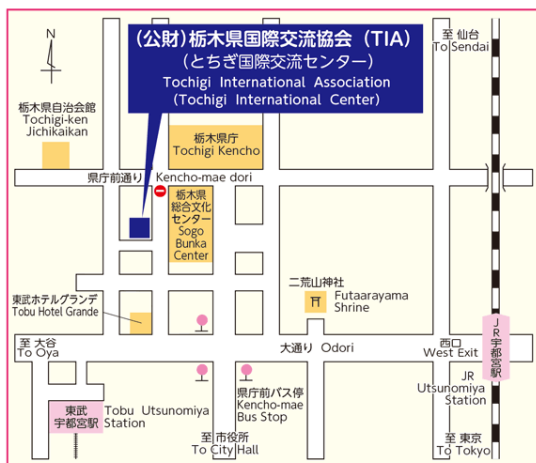 (公財)栃木県国際交流協会 (TIA)
(とちぎ国際交流センター)
Tochigi International Association
(Tochigi International Center)
N
至 仙台
To Sendai
栃木県自治会館
Tochigi-ken
Jichikaikan
栃木県庁
Tochigi Kencho
県庁前通り Kencho-mae dori
栃木県
総合文化
センター
Sogo
Bunka
Center
二荒山神社
Futaarayama
Shrine
東武ホテルグランデ
Tobu Hotel Grande
至 大谷
To Oya
大通り Odori
西口
West Exit
JR宇都宮駅
JR
Utsunomiya
Station
県庁前バス停
Kencho-mae
Bus Stop
東武
宇都宮駅
Tobu Utsunomiya
Station
至 市役所
To City Hall
至 東京
To Tokyo